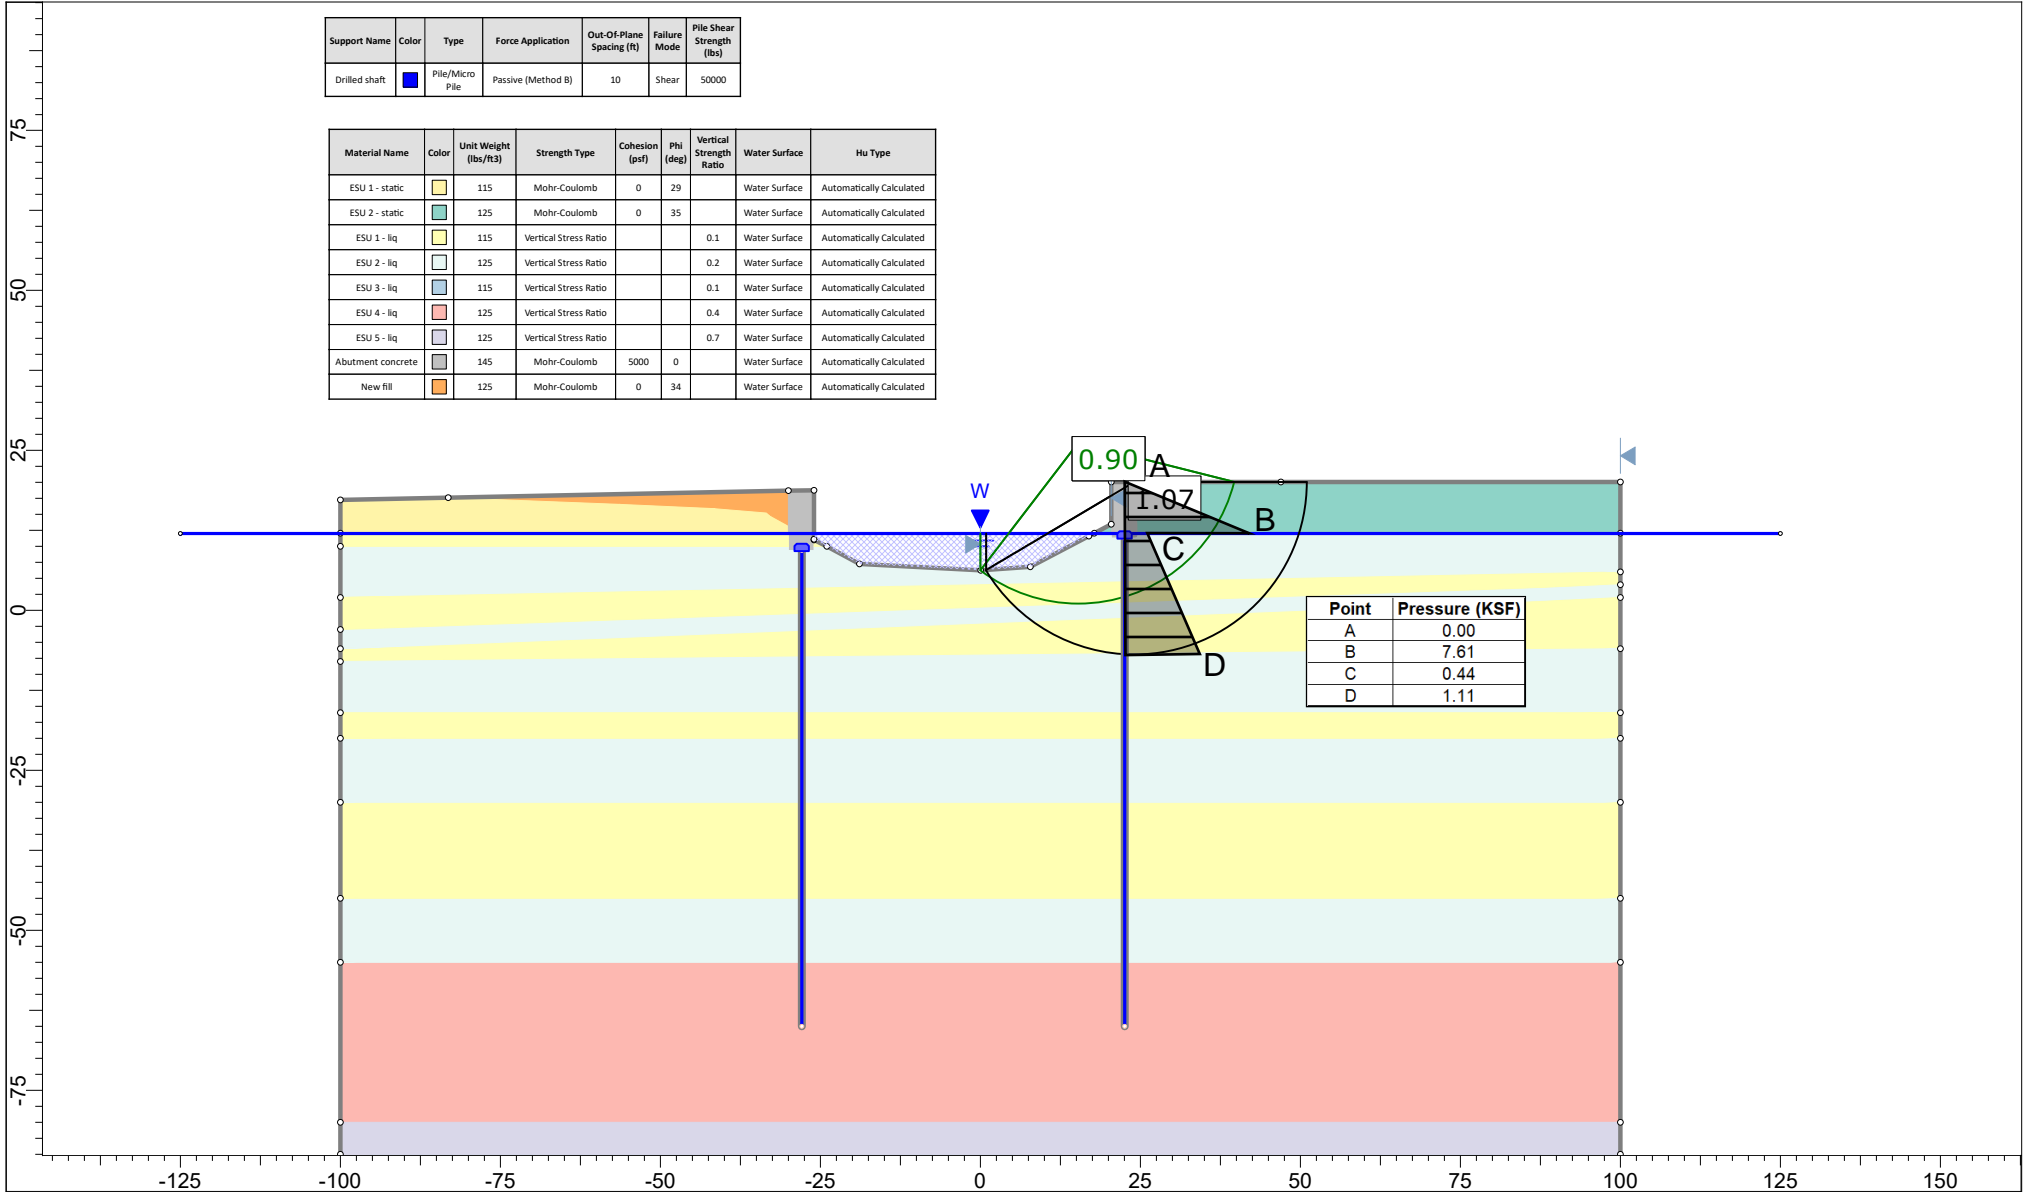 Support Name Color Type Force Application Out-Of-Plane Spacing (ft) Failure Mode Pile Shear Strength (lbs)
Drilled shaft Pile/Micro Pile Passive (Method B) 10 Shear 50000
Material Name Color Unit Weight (lbs/ft3) Strength Type Cohesion (psf) Phi (deg) Vertical Strength Ratio Water Surface Hu Type
ESU 1 - static 115 Mohr-Coulomb 0 29 Water Surface Automatically Calculated
ESU 2 - static 125 Mohr-Coulomb 0 35 Water Surface Automatically Calculated
ESU 1 - liq 115 Vertical Stress Ratio 0.1 Water Surface Automatically Calculated
ESU 2 - liq 125 Vertical Stress Ratio 0.2 Water Surface Automatically Calculated
ESU 3 - liq 115 Vertical Stress Ratio 0.1 Water Surface Automatically Calculated
ESU 4 - liq 125 Vertical Stress Ratio 0.4 Water Surface Automatically Calculated
ESU 5 - liq 125 Vertical Stress Ratio 0.7 Water Surface Automatically Calculated
Abutment concrete 145 Mohr-Coulomb 5000 0 Water Surface Automatically Calculated
New fill 125 Mohr-Coulomb 0 34 Water Surface Automatically Calculated
0.90
A
1.07
W
B
C
D
Point Pressure (KSF)
A 0.00
B 7.61
C 0.44
D 1.11
75
50
25
0
-25
-50
-75
-125 -100 -75 -50 -25 0 25 50 75 100 125 150